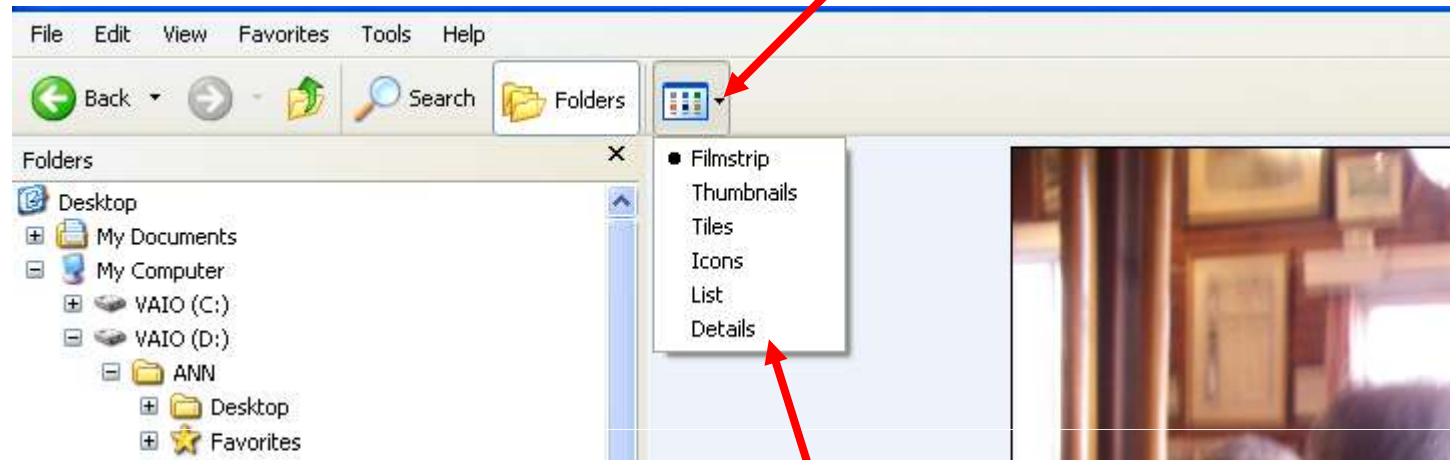 File Edit View Favorites Tools Help
Back Search Folders
Folders
Desktop
My Documents
My Computer
VAIO (C:)
VAIO (D:)
ANN
Desktop
Favorites
Filmstrip
Thumbnails
Tiles
Icons
List
Details